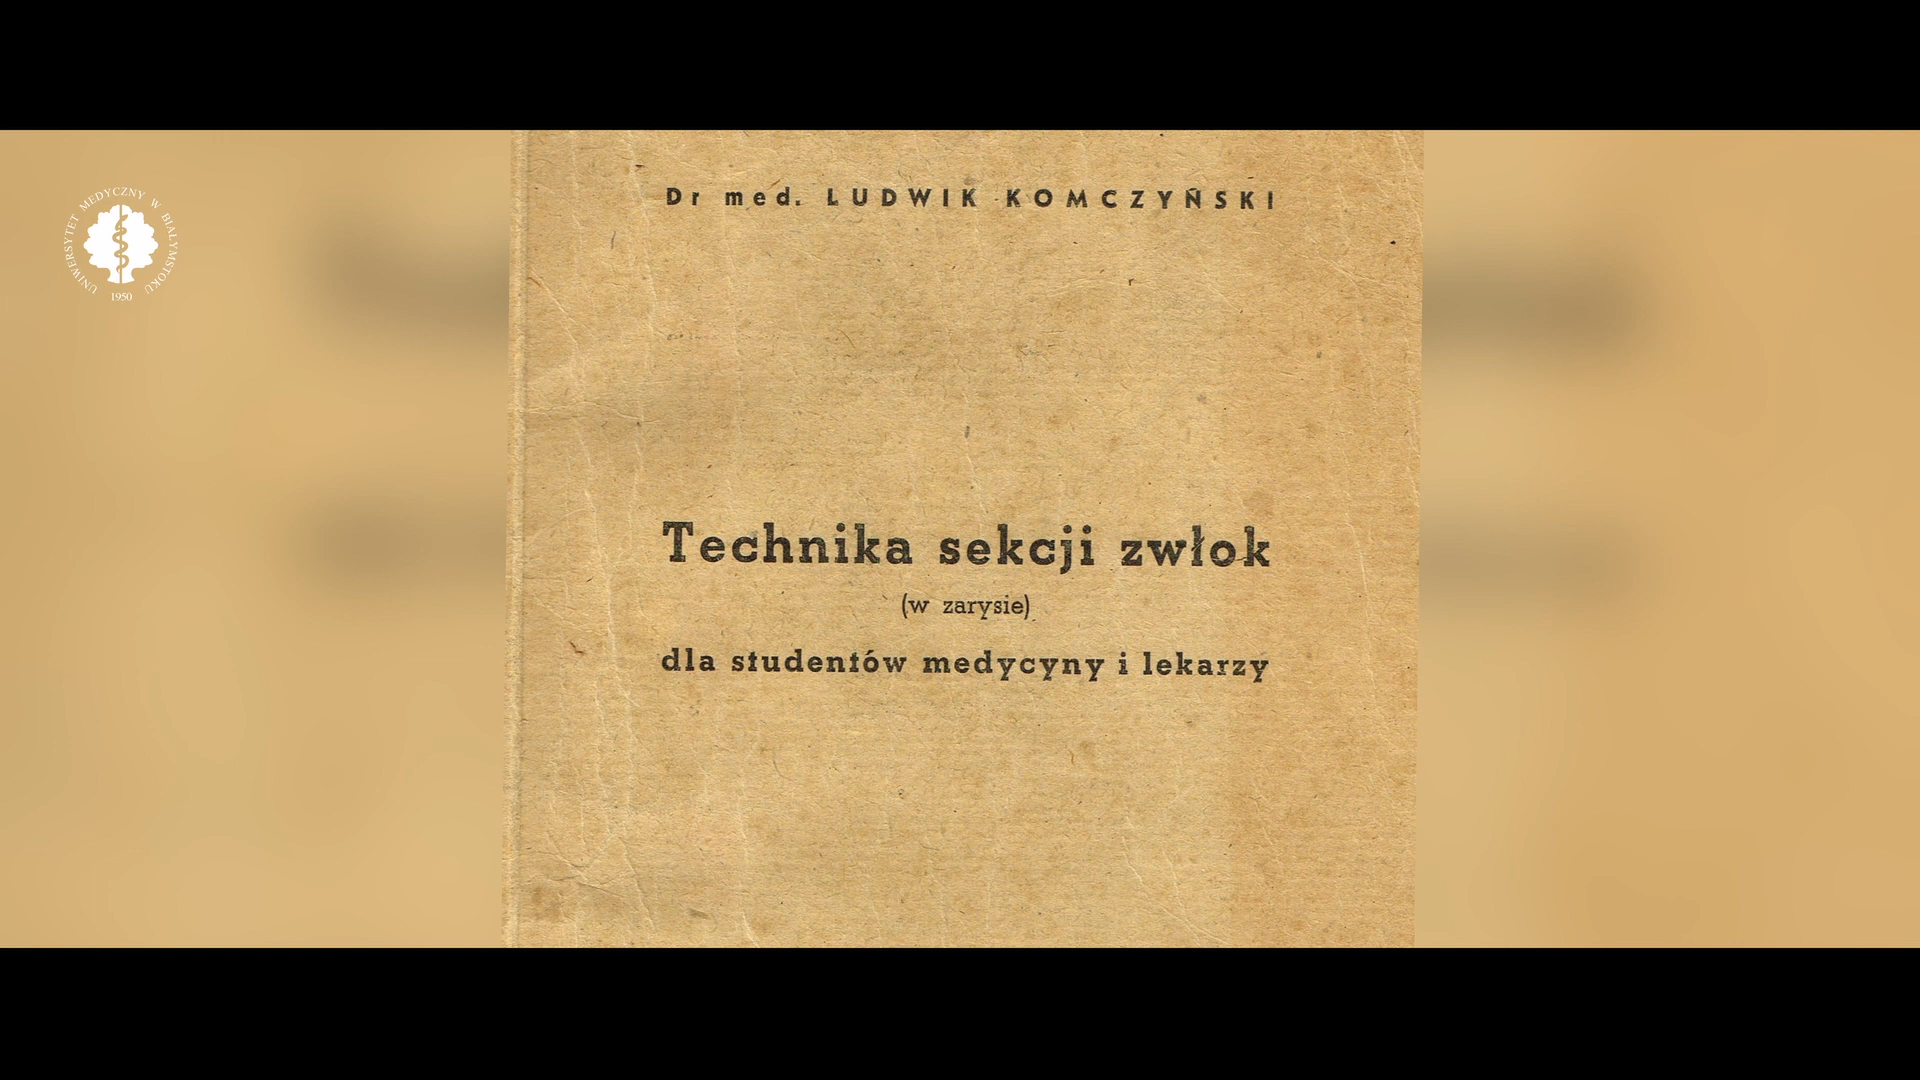 UNIWERSYTET MEDYCZNY W BIAŁYMSTOKU
1950
Dr med. LUDWIK KOMCZYŃSKI
Technika sekcji zwłok
(w zarysie)
dla studentów medycyny i lekarzy